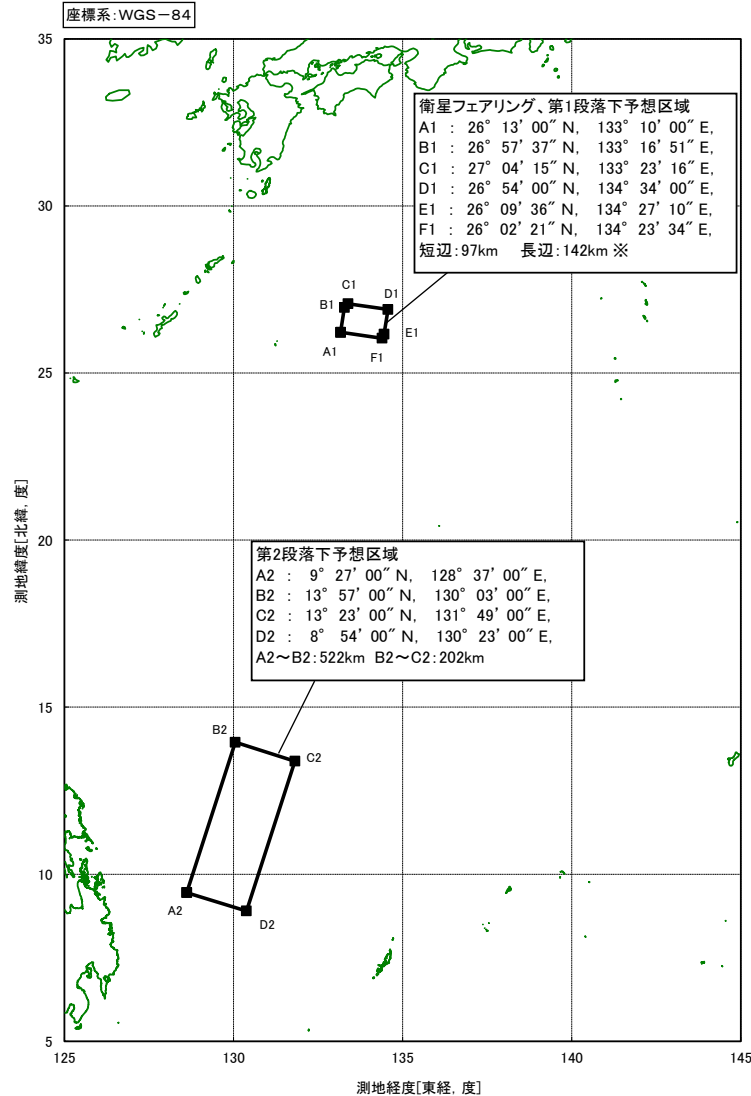 座標系:WGS-84
35
衛星フェアリング、第1段落下予想区域
A1 : 26° 13' 00" N, 133° 10' 00" E,
B1 : 26° 57' 37" N, 133° 16' 51" E,
C1 : 27° 04' 15" N, 133° 23' 16" E,
D1 : 26° 54' 00" N, 134° 34' 00" E,
E1 : 26° 09' 36" N, 134° 27' 10" E,
F1 : 26° 02' 21" N, 134° 23' 34" E,
短辺:97km 長辺:142km ※
30
C1
D1
B1
E1
A1
F1
25
測地緯度[北緯, 度]
20
第2段落下予想区域
A2 : 9° 27' 00" N, 128° 37' 00" E,
B2 : 13° 57' 00" N, 130° 03' 00" E,
C2 : 13° 23' 00" N, 131° 49' 00" E,
D2 : 8° 54' 00" N, 130° 23' 00" E,
A2~B2:522km B2~C2:202km
15
B2
C2
10
A2
D2
5
125 130 135 140 145
測地経度[東経, 度]